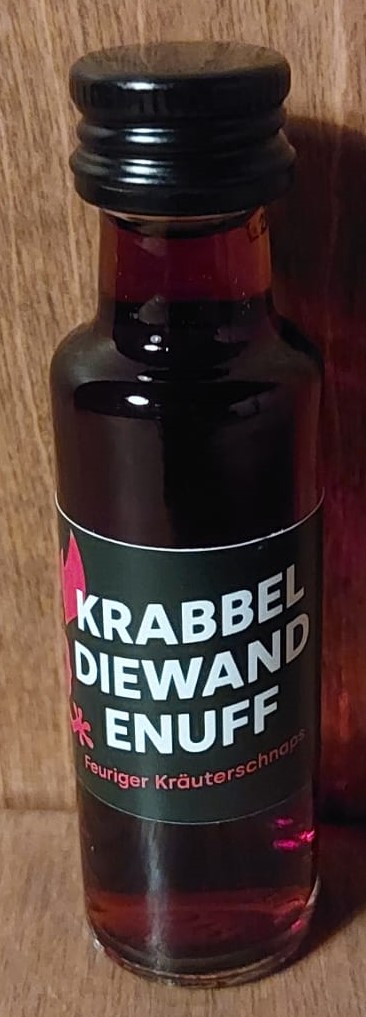 KRABBEL
DIEWAND
ENUFF
Feuriger Kräuterschnaps